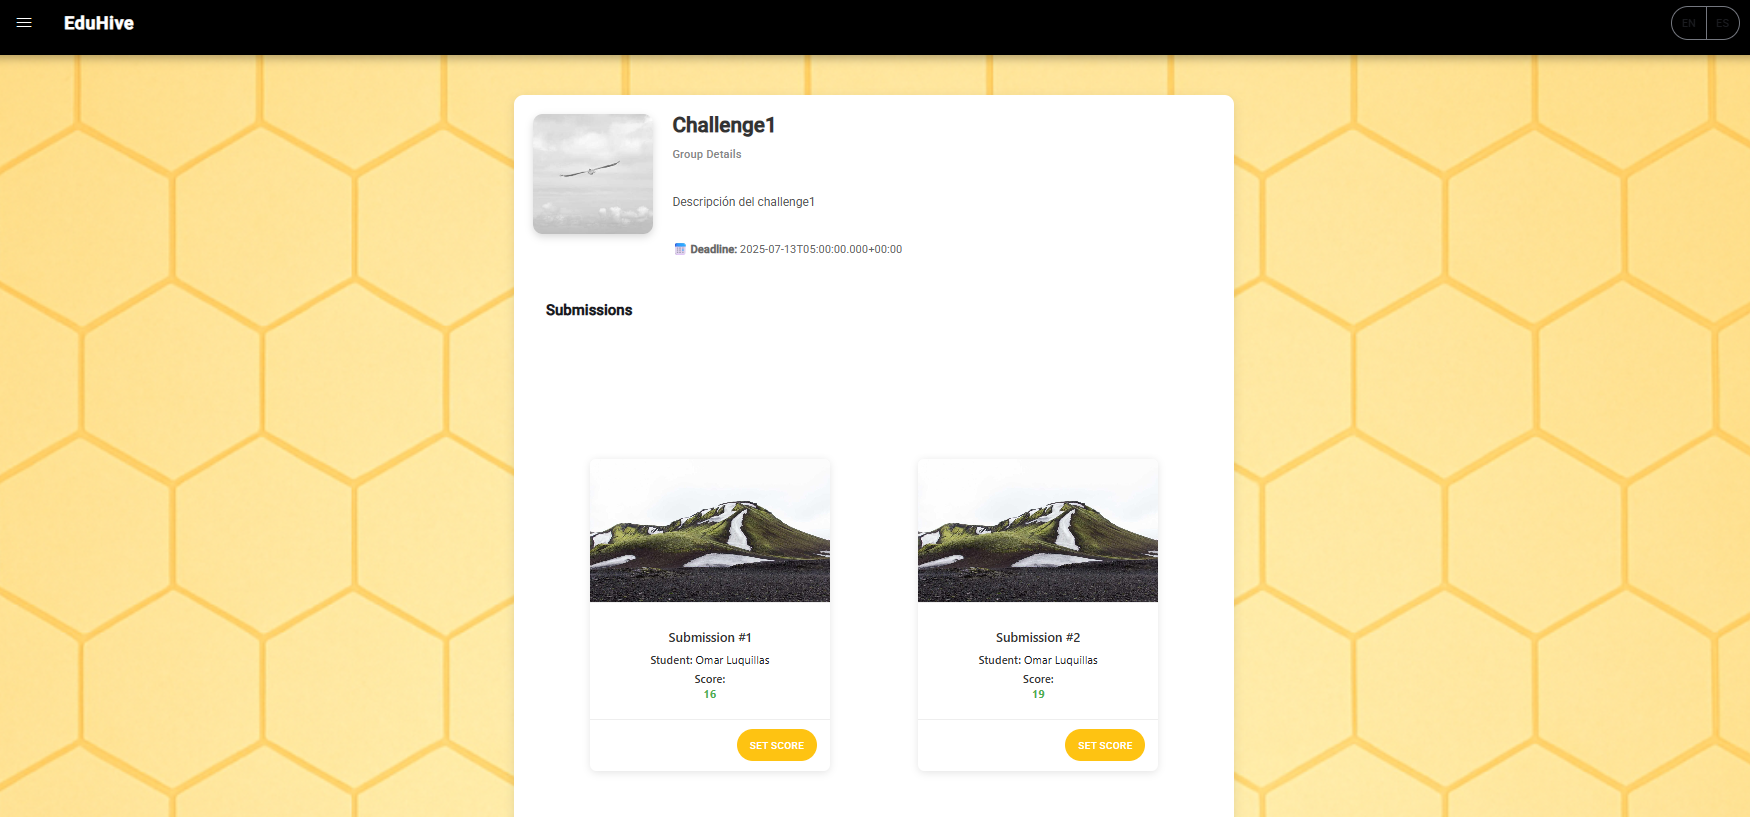 EduHive
EN ES
Challenge1
Group Details
Descripción del challenge1
Deadline: 2025-07-13T05:00:00.000+00:00
Submissions
Submission #1
Student: Omar Luquillas
Score:
16
SET SCORE
Submission #2
Student: Omar Luquillas
Score:
19
SET SCORE